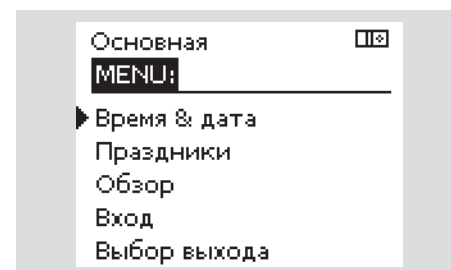 Основная
MENU:
Время & дата
Праздники
Обзор
Вход
Выбор выхода